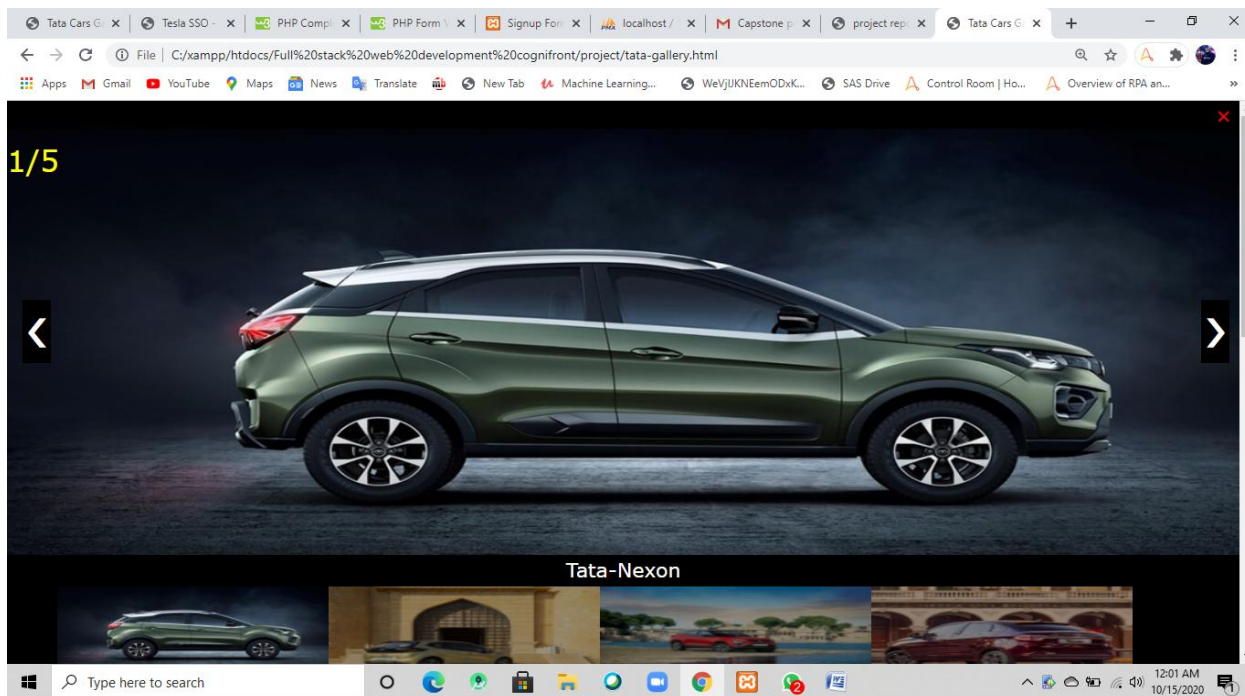 Tata Cars Ga
Tesla SSO -
PHP Compl
PHP Form V
Signup For
localhost /
Capstone p
project rep
Tata Cars G
File | C:/xampp/htdocs/Full%20stack%20web%20development%20cognifront/project/tata-gallery.html
Apps Gmail YouTube Maps News Translate New Tab Machine Learning... SAS Drive Control Room | Ho... Overview of RPA an... »
1/5
❮ ❯
Tata-Nexon
Type here to search
12:01 AM
10/15/2020
2
1